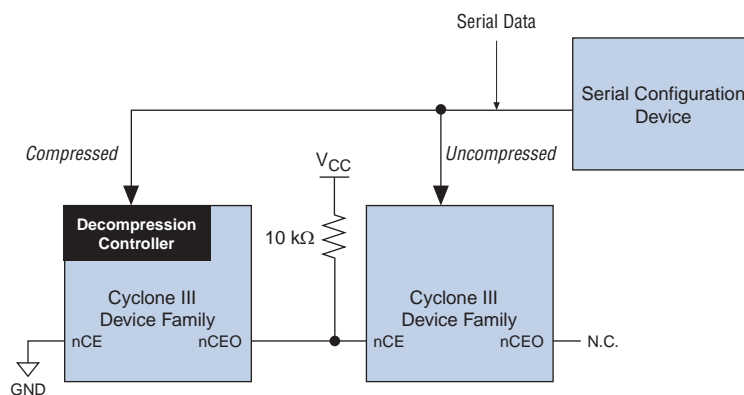 Serial Data
Serial Configuration
Device
Compressed
Uncompressed
VCC
Decompression
Controller
10 kΩ
Cyclone III
Device Family
nCE
nCEO
Cyclone III
Device Family
nCE
nCEO
N.C.
GND